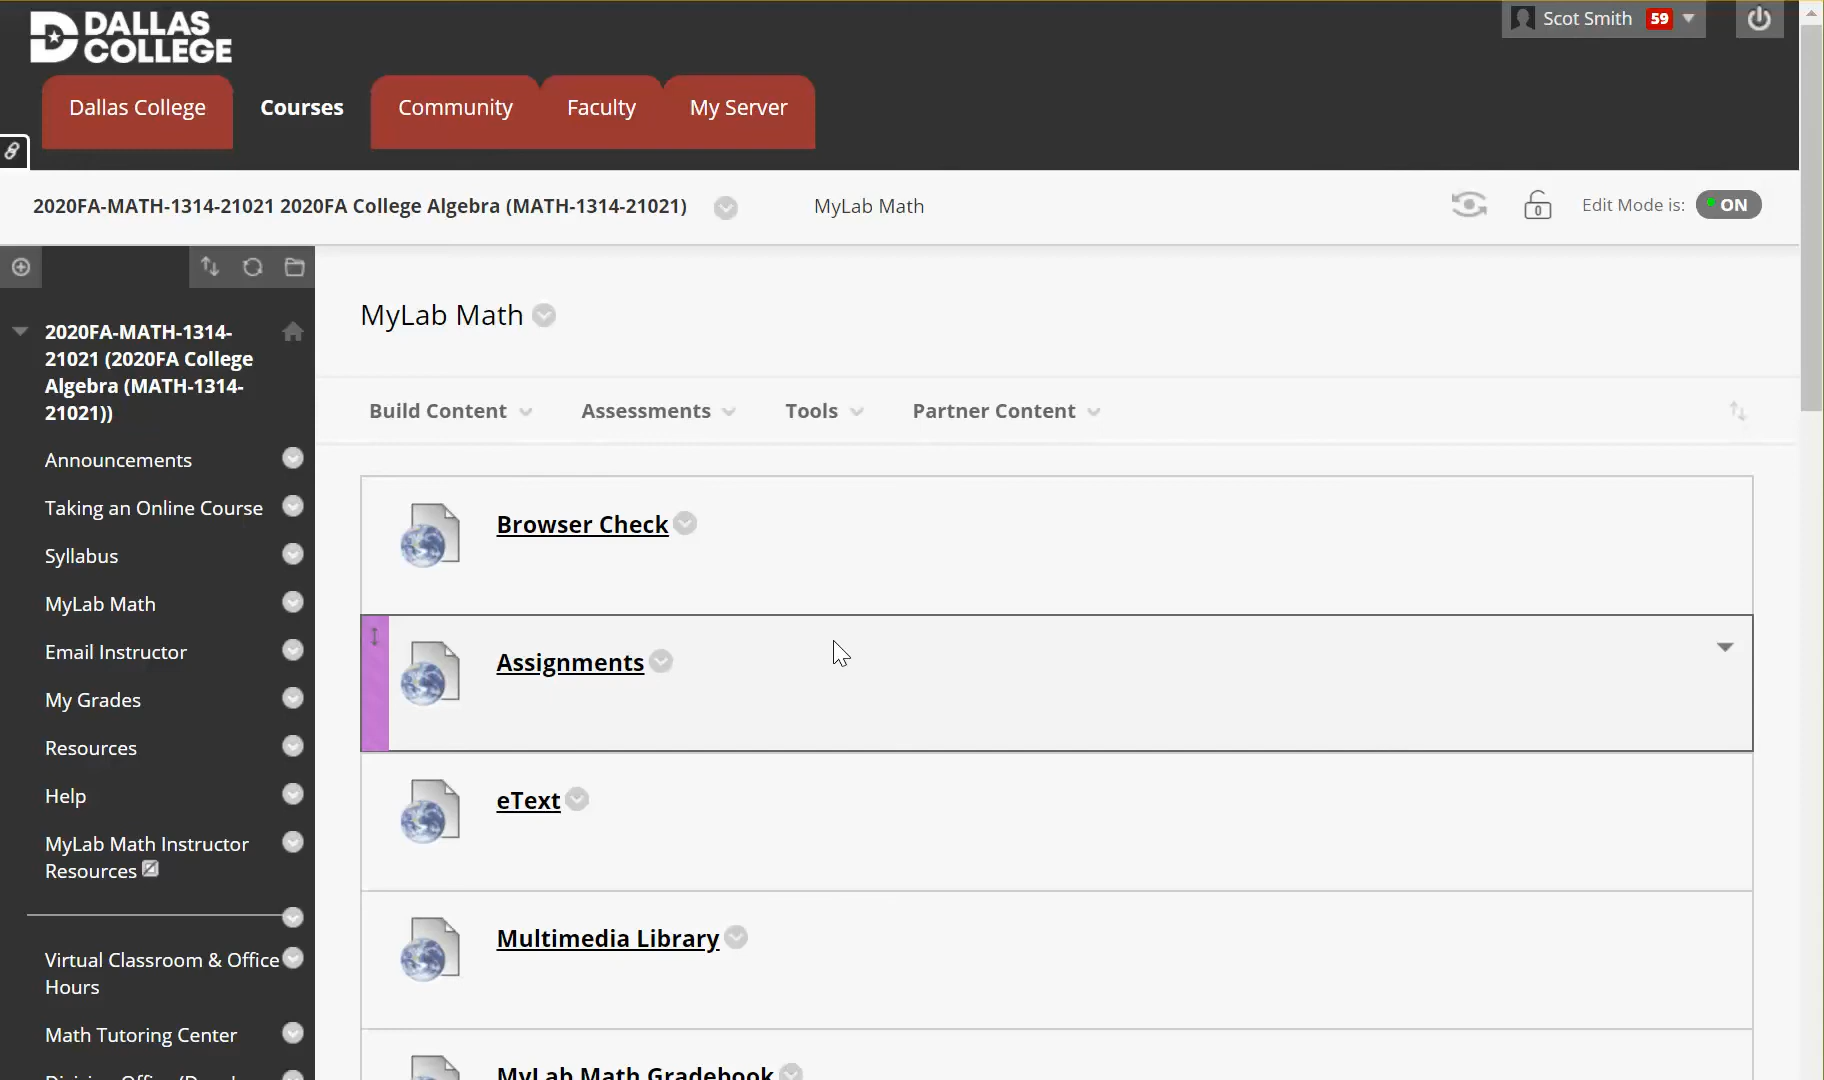 DALLAS
COLLEGE
Scot Smith 59
Dallas College Courses Community Faculty My Server
2020FA-MATH-1314-21021 2020FA College Algebra (MATH-1314-21021) MyLab Math 0 Edit Mode is: ON
2020FA-MATH-1314-
21021 (2020FA College
Algebra (MATH-1314-
21021))
Announcements
Taking an Online Course
Syllabus
MyLab Math
Email Instructor
My Grades
Resources
Help
MyLab Math Instructor
Resources
Virtual Classroom & Office
Hours
Math Tutoring Center
MyLab Math
Build Content Assessments Tools Partner Content
Browser Check
Assignments
eText
Multimedia Library
MyLab Math Gradebook